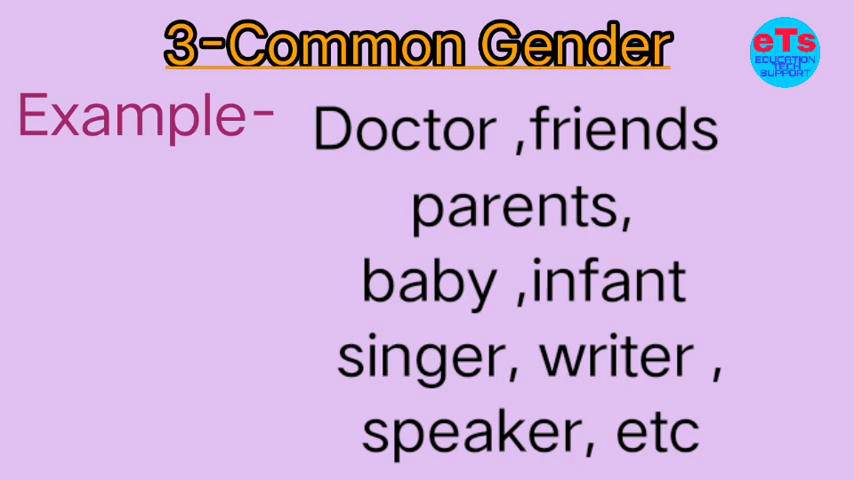 3-Common Gender
eTs
EDUCATION
TECH
SUPPORT
Example-
Doctor ,friends
parents,
baby ,infant
singer, writer ,
speaker, etc